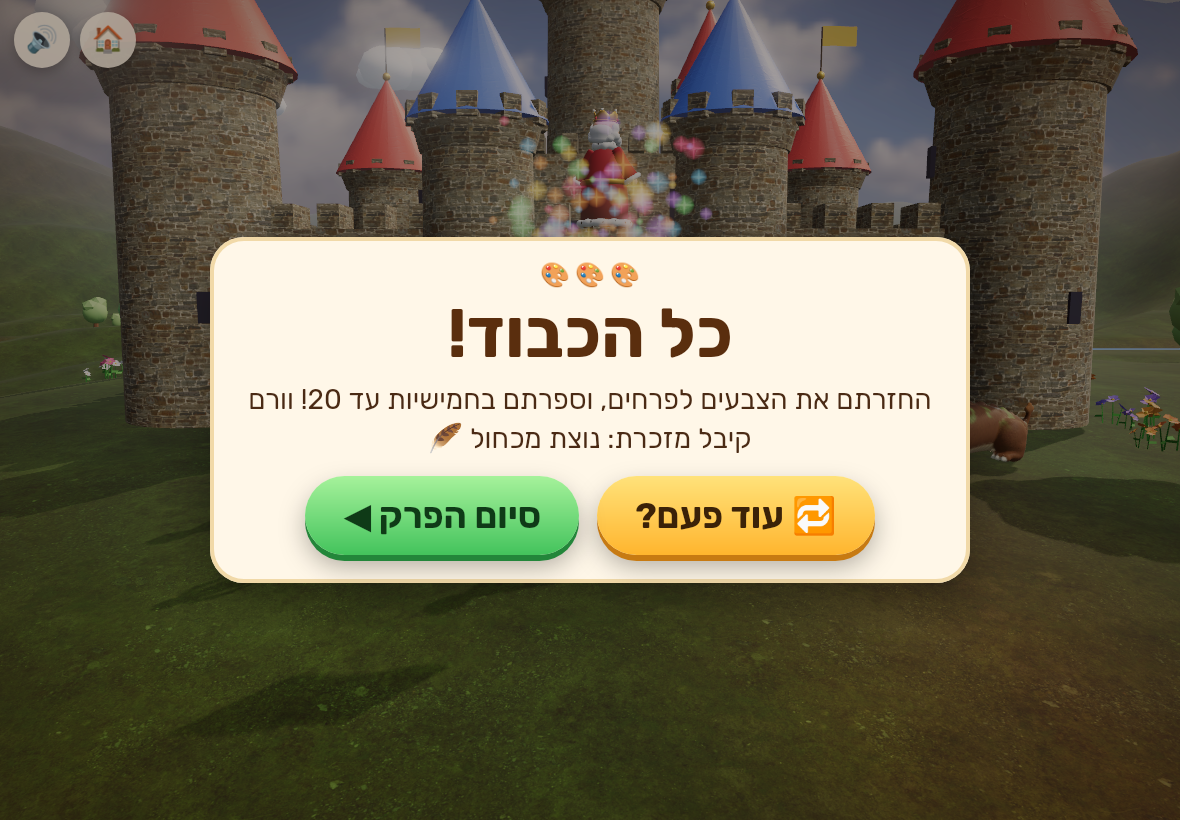 כל הכבוד!
החזרתם את הצבעים לפרחים, וספרתם בחמישיות עד 20! וורם
קיבל מזכרת: נוצת מכחול
עוד פעם?
סיום הפרק ◀